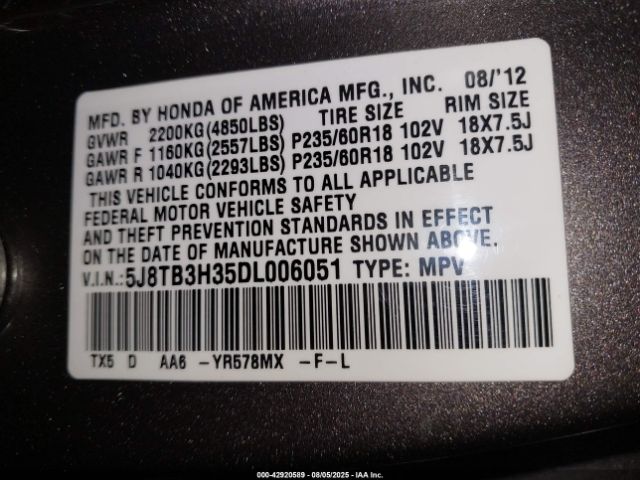 MFD. BY HONDA OF AMERICA MFG., INC. 08/'12
GVWR 2200KG(4850LBS) TIRE SIZE RIM SIZE
GAWR F 1160KG(2557LBS) P235/60R18 102V 18X7.5J
GAWR R 1040KG(2293LBS) P235/60R18 102V 18X7.5J
THIS VEHICLE CONFORMS TO ALL APPLICABLE
FEDERAL MOTOR VEHICLE SAFETY
AND THEFT PREVENTION STANDARDS IN EFFECT
ON THE DATE OF MANUFACTURE SHOWN ABOVE.
V.I.N.: 5J8TB3H35DL006051 TYPE: MPV
TX5 D AA6 -YR578MX -F-L
000-42920589 - 08/05/2025 - IAA Inc.